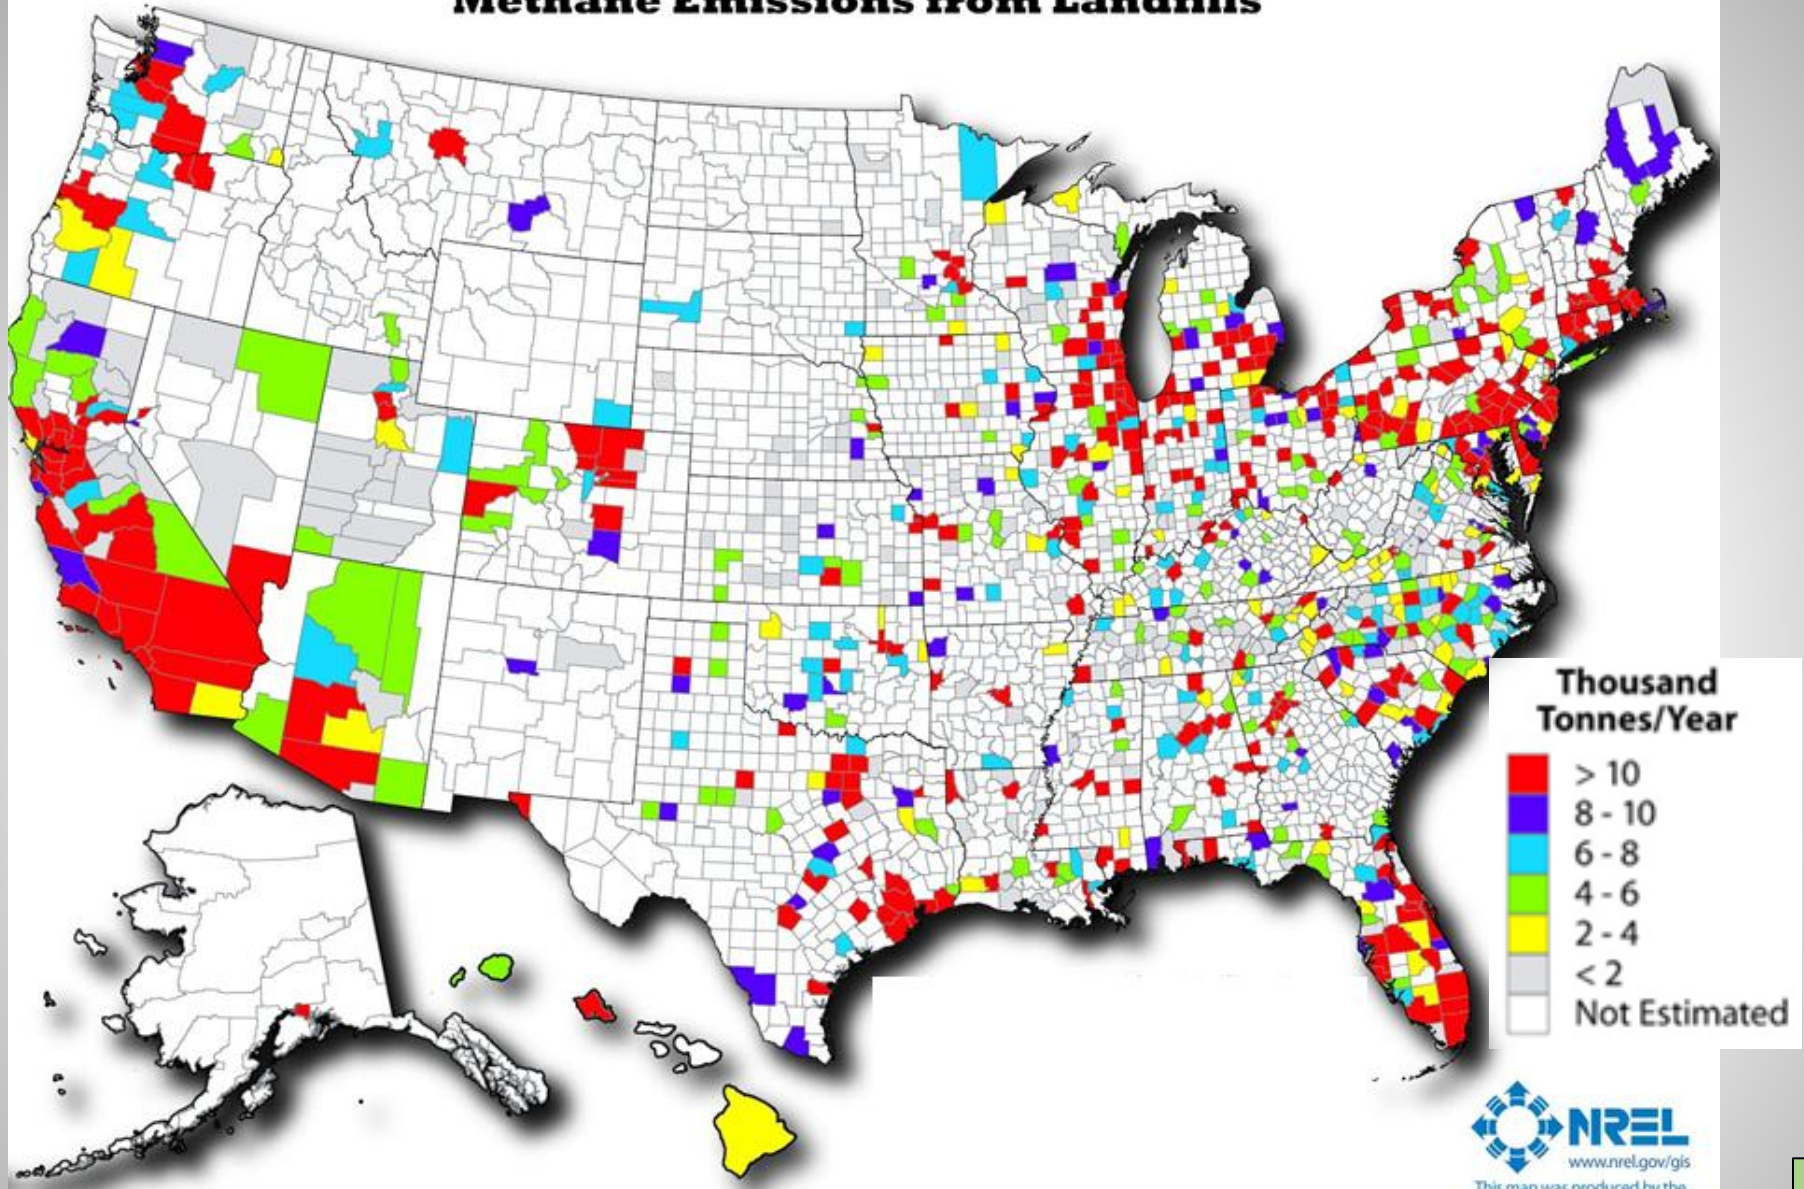 Methane Emissions from Landfills
Thousand
Tonnes/Year
> 10
8 - 10
6 - 8
4 - 6
2 - 4
< 2
Not Estimated
NREL
www.nrel.gov/gis
This map was produced by the